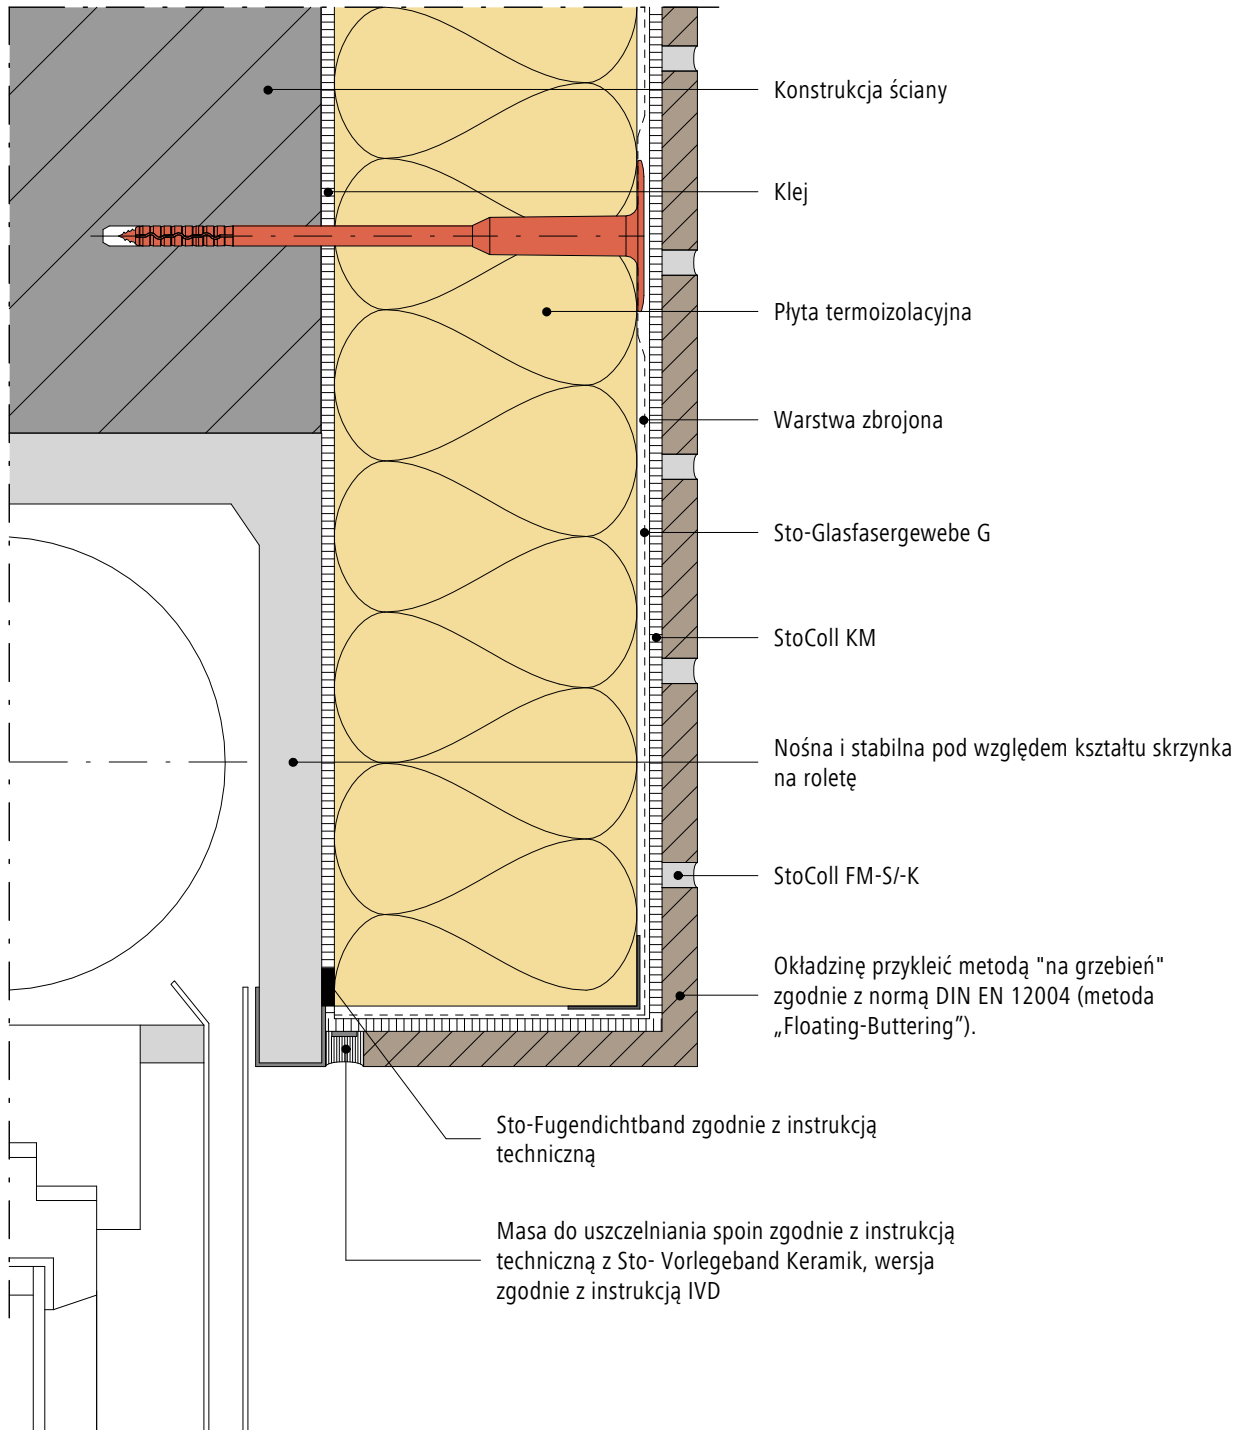 Konstrukcja ściany
Klej
Płyta termoizolacyjna
Warstwa zbrojona
Sto-Glasfasergewebe G
StoColl KM
Nośna i stabilna pod względem kształtu skrzynka
na roletę
StoColl FM-S/-K
Okładzinę przykleić metodą "na grzebień"
zgodnie z normą DIN EN 12004 (metoda
„Floating-Buttering”).
Sto-Fugendichtband zgodnie z instrukcją
techniczną
Masa do uszczelniania spoin zgodnie z instrukcją
techniczną z Sto- Vorlegeband Keramik, wersja
zgodnie z instrukcją IVD